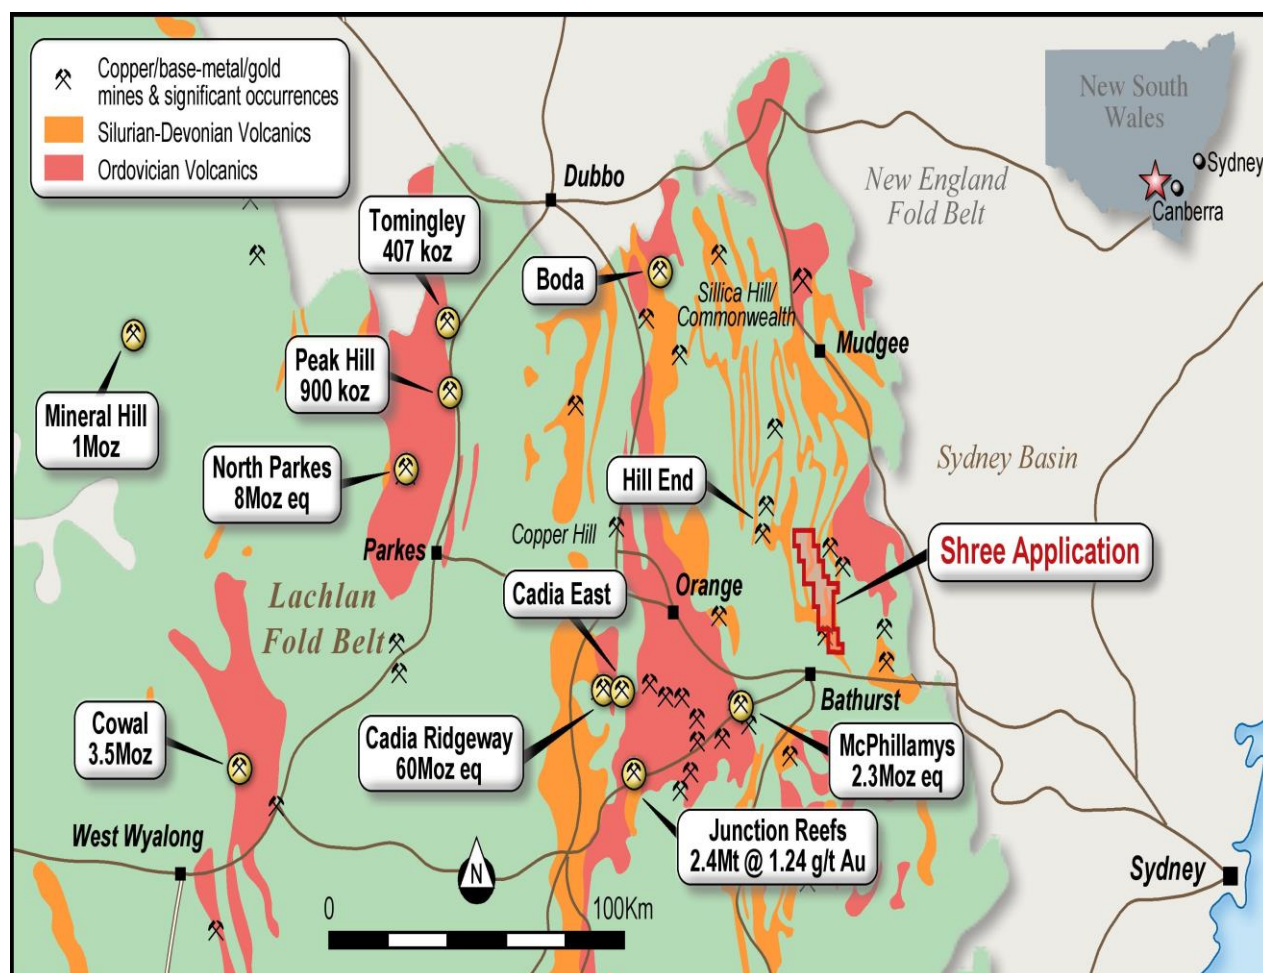 Copper/base-metal/gold
mines & significant occurrences
Silurian-Devonian Volcanics
Ordovician Volcanics
New South
Wales
Sydney
Canberra
Dubbo
New England
Fold Belt
Tomingley
407 koz
Boda
Sillica Hill/
Commonwealth
Mudgee
Peak Hill
900 koz
Mineral Hill
1Moz
North Parkes
8Moz eq
Hill End
Sydney Basin
Copper Hill
Parkes
Shree Application
Cadia East
Orange
Lachlan
Fold Belt
Bathurst
Cowal
3.5Moz
Cadia Ridgeway
60Moz eq
McPhillamys
2.3Moz eq
West Wyalong
Junction Reefs
2.4Mt @ 1.24 g/t Au
Sydney
N
0
100Km